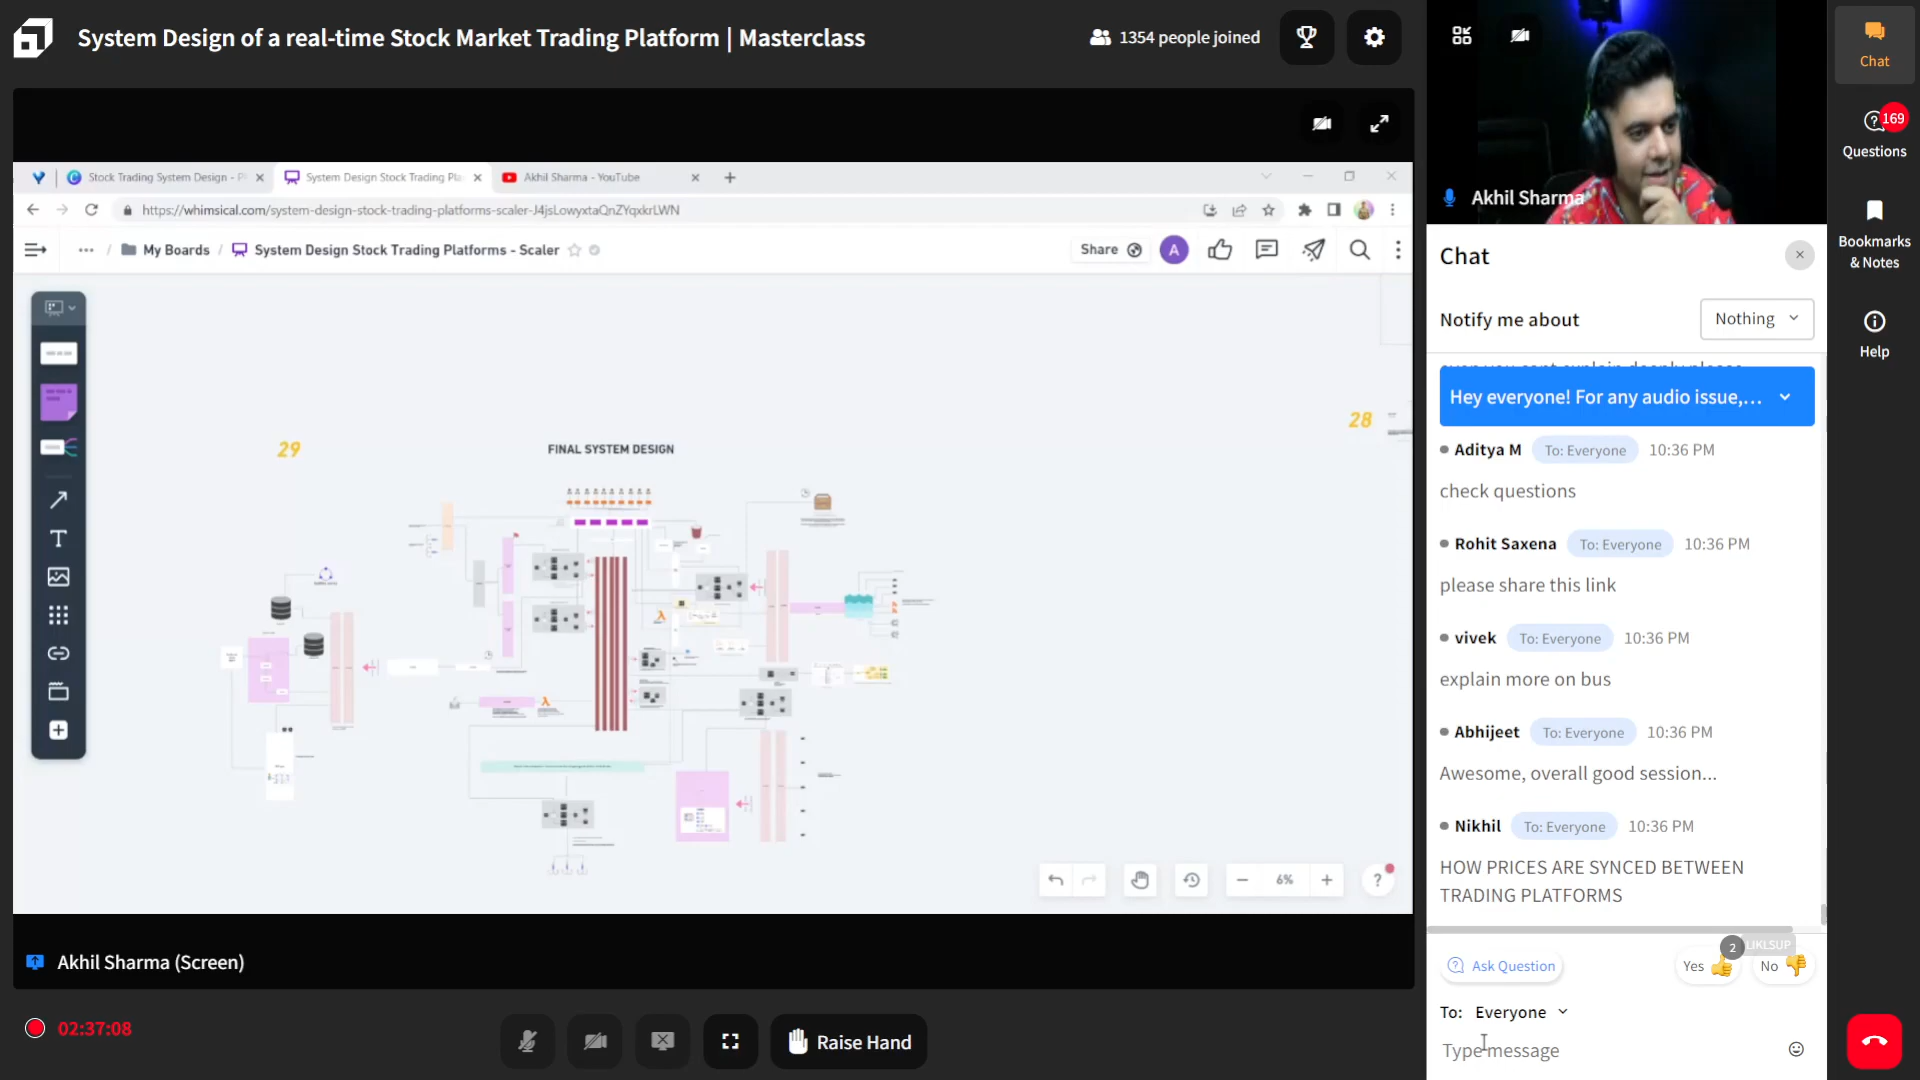 System Design of a real-time Stock Market Trading Platform | Masterclass
1354 people joined
Stock Trading System Design - P
System Design Stock Trading Pla
Akhil Sharma - YouTube
https://whimsical.com/system-design-stock-trading-platforms-scaler-J4jsLowyxtaQnZYqxkrLWN
My Boards / System Design Stock Trading Platforms - Scaler
Share
A
29
FINAL SYSTEM DESIGN
28
6%
?
Akhil Sharma (Screen)
02:37:08
Raise Hand
Akhil Sharma
Chat
Notify me about
Nothing
Hey everyone! For any audio issue,...
Aditya M To: Everyone 10:36 PM
check questions
Rohit Saxena To: Everyone 10:36 PM
please share this link
vivek To: Everyone 10:36 PM
explain more on bus
Abhijeet To: Everyone 10:36 PM
Awesome, overall good session...
Nikhil To: Everyone 10:36 PM
HOW PRICES ARE SYNCED BETWEEN
TRADING PLATFORMS
2
LIKLSUP
Ask Question
Yes
No
To: Everyone
Type message
Chat
169
Questions
Bookmarks
& Notes
Help